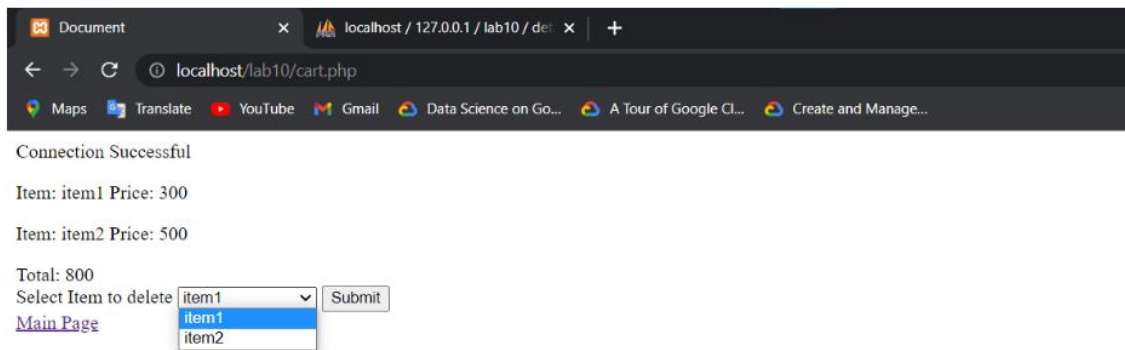 Document
localhost / 127.0.0.1 / lab10 / det
localhost/lab10/cart.php
Maps Translate YouTube Gmail Data Science on Go... A Tour of Google Cl... Create and Manage...
Connection Successful
Item: item1 Price: 300
Item: item2 Price: 500
Total: 800
Select Item to delete item1 Submit
item1
Main Page
item2